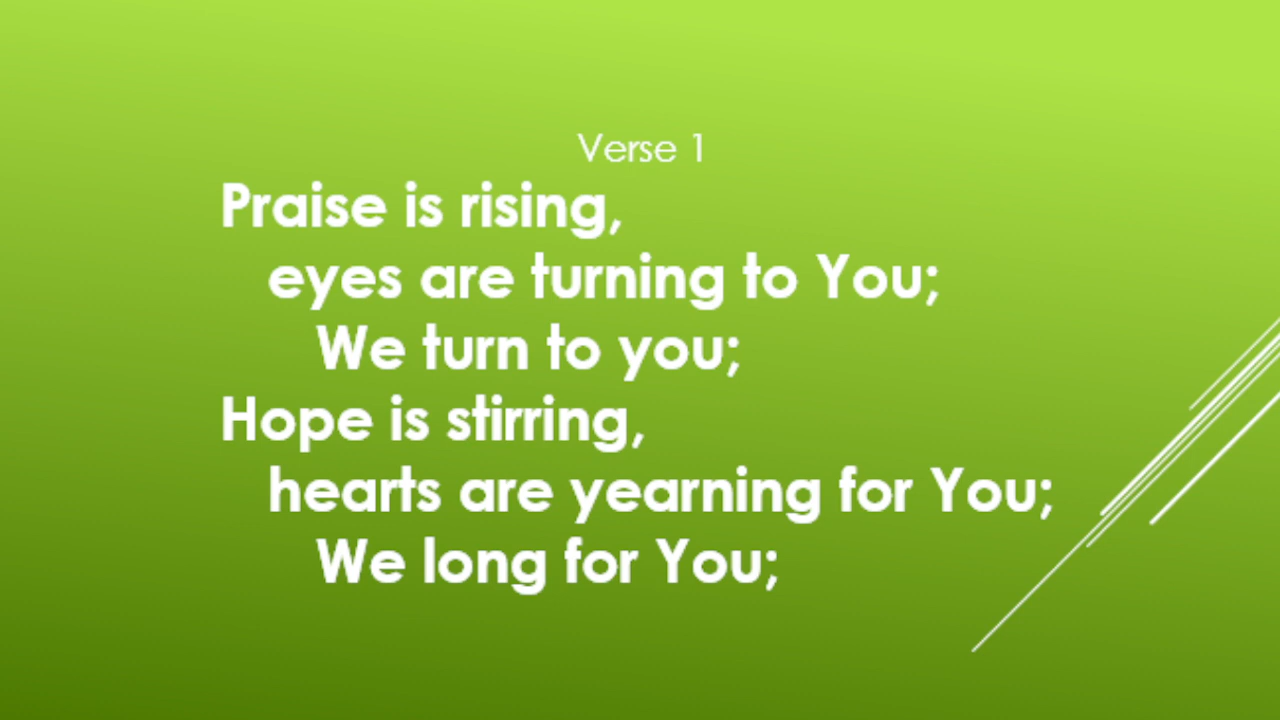 Verse 1
Praise is rising,
eyes are turning to You;
We turn to you;
Hope is stirring,
hearts are yearning for You;
We long for You;